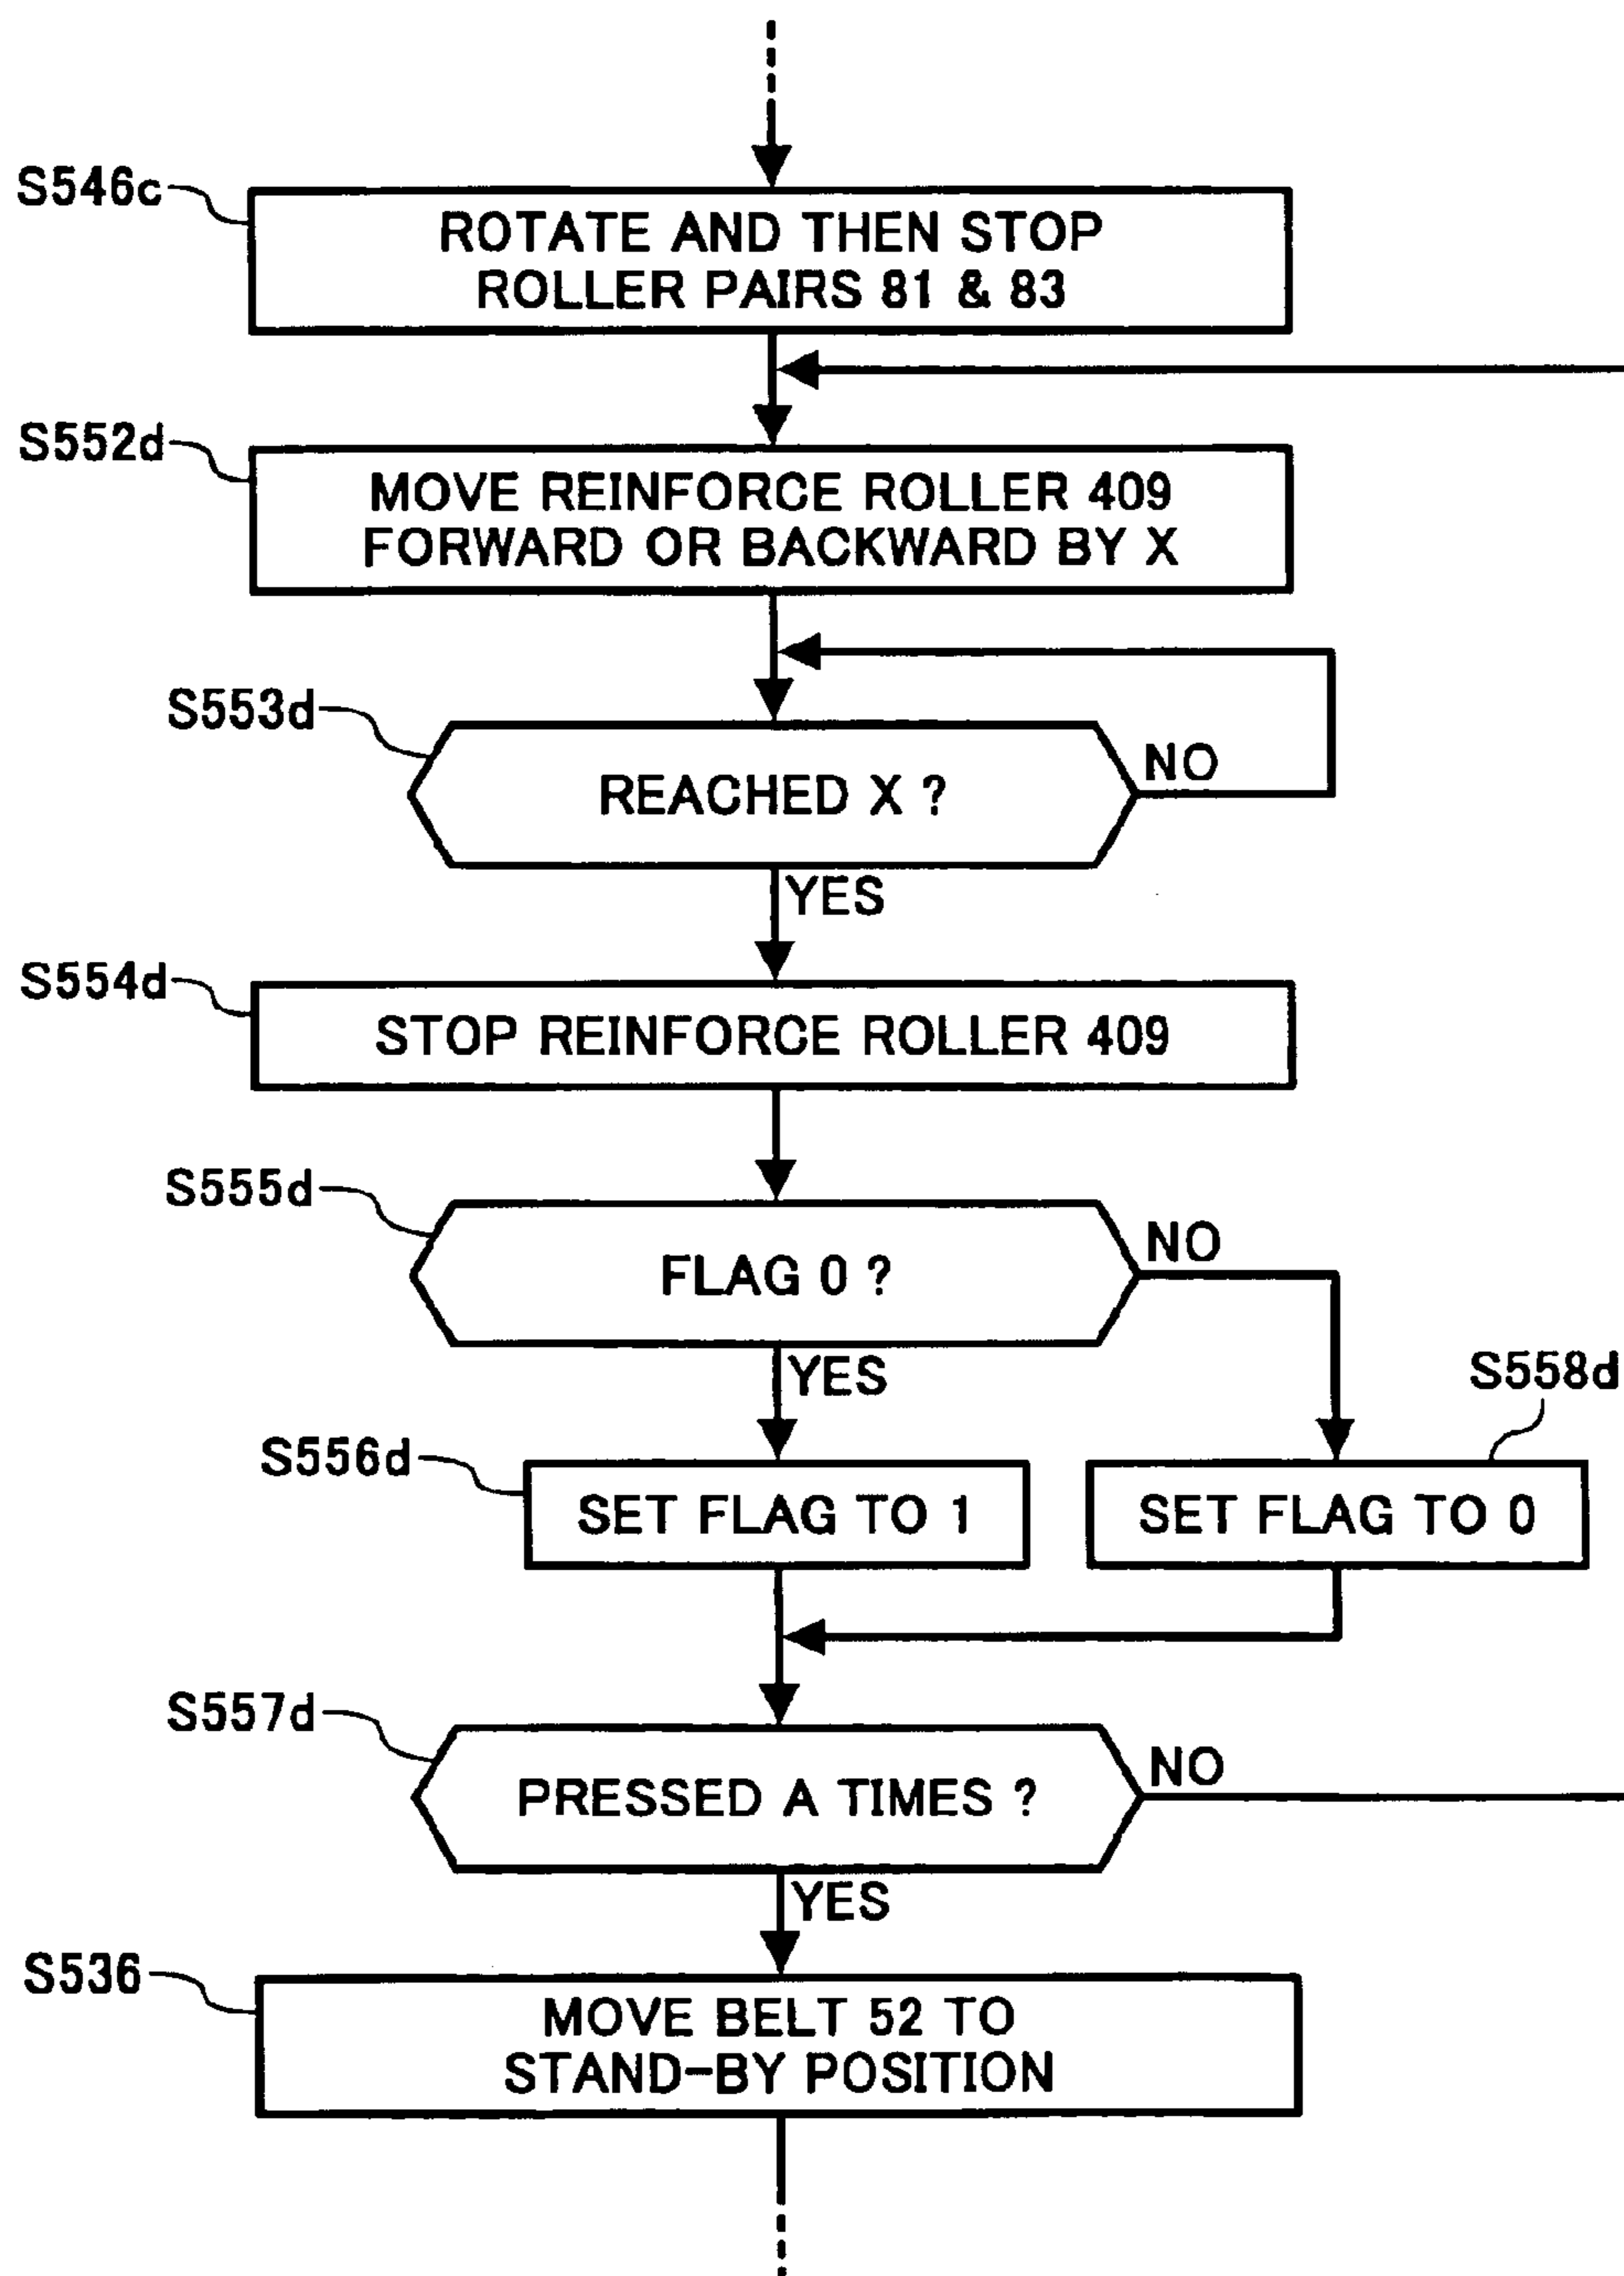 S546c
ROTATE AND THEN STOP
ROLLER PAIRS 81 & 83
S552d
MOVE REINFORCE ROLLER 409
FORWARD OR BACKWARD BY X
S553d
REACHED X ?
NO
YES
S554d
STOP REINFORCE ROLLER 409
S555d
FLAG 0 ?
NO
YES
S558d
S556d
SET FLAG TO 1
SET FLAG TO 0
S557d
PRESSED A TIMES ?
NO
YES
S536
MOVE BELT 52 TO
STAND-BY POSITION